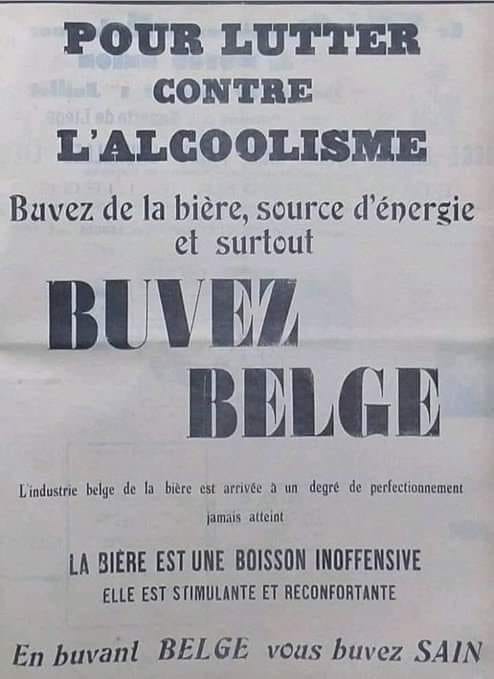 POUR LUTTER
CONTRE
L'ALCOOLISME
Buvez de la bière, source d'énergie
et surtout
BUVEZ
BELGE
L'industrie belge de la bière est arrivée à un degré de perfectionnement
jamais atteint
LA BIÈRE EST UNE BOISSON INOFFENSIVE
ELLE EST STIMULANTE ET RECONFORTANTE
En buvant BELGE vous buvez SAIN